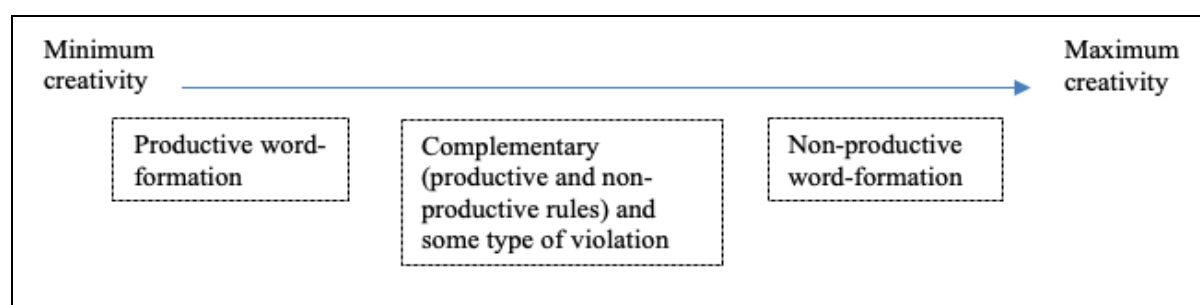 Minimum
creativity
Maximum
creativity
Productive word-
formation
Complementary
(productive and non-
productive rules) and
some type of violation
Non-productive
word-formation